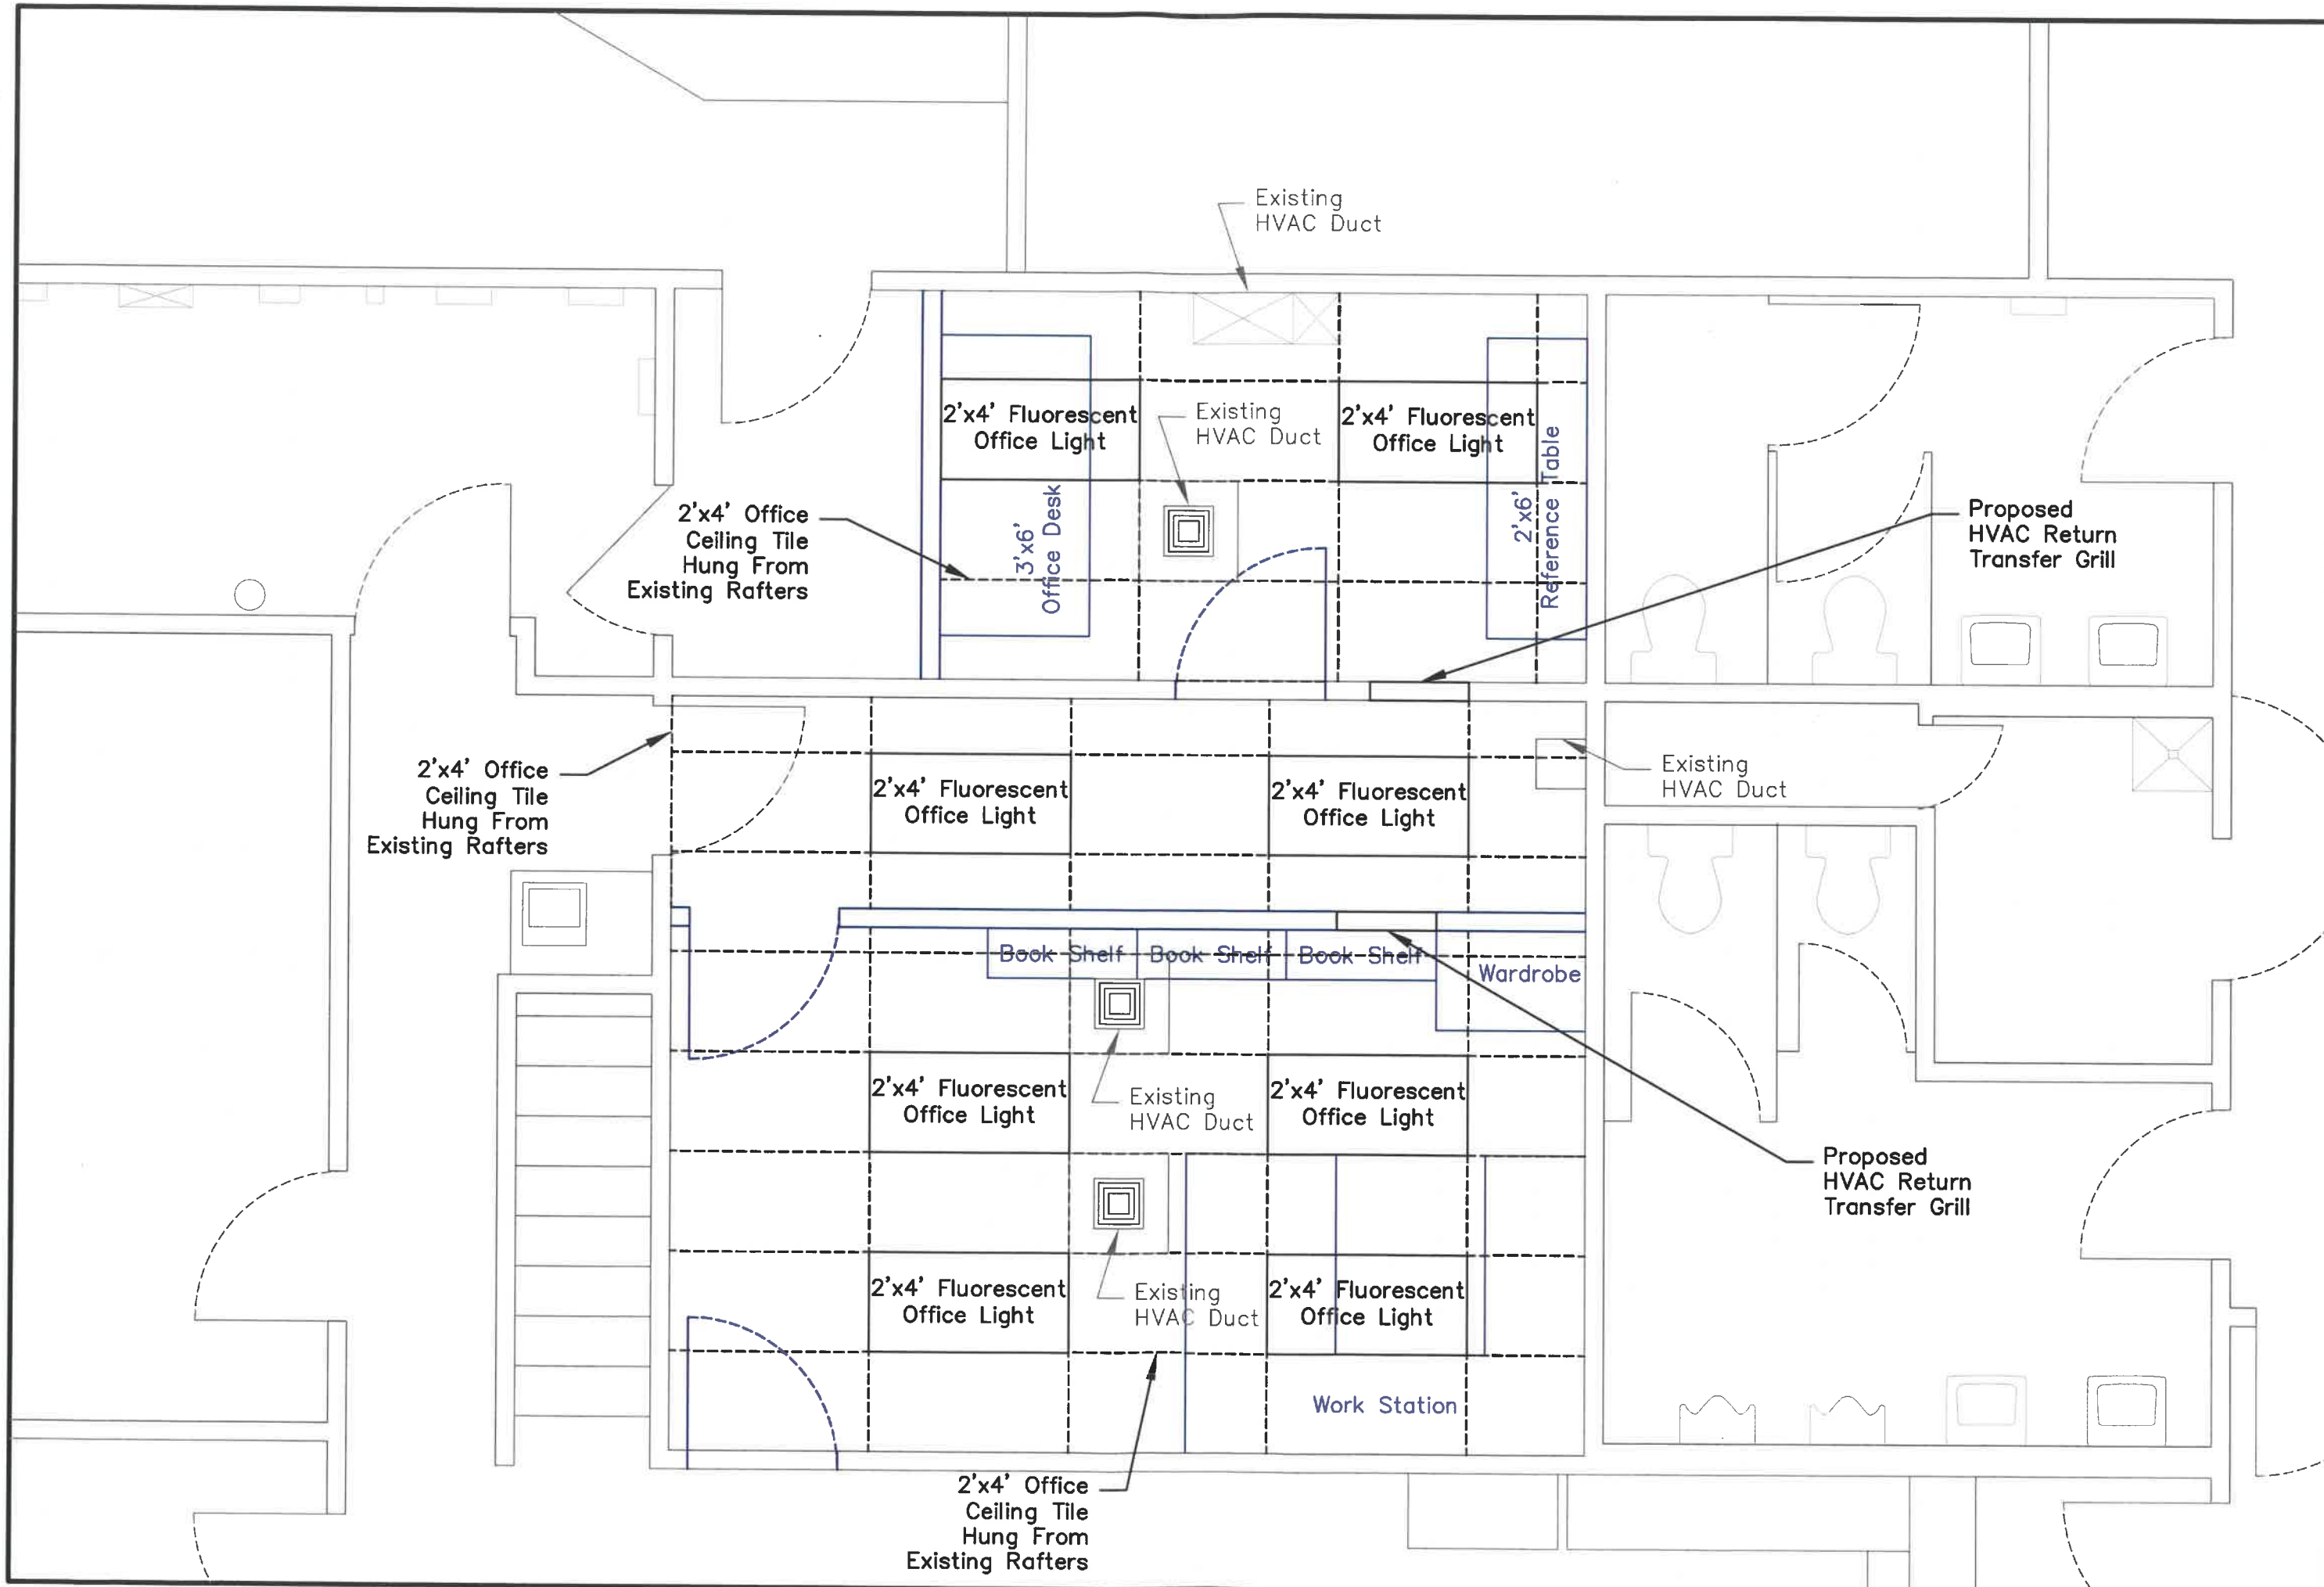 Existing
HVAC Duct
2'x4' Fluorescent
Office Light
Existing
HVAC Duct
2'x4' Fluorescent
Office Light
2'x4' Office
Ceiling Tile
Hung From
Existing Rafters
3'x6'
Office Desk
2'x6'
Reference Table
Proposed
HVAC Return
Transfer Grill
2'x4' Office
Ceiling Tile
Hung From
Existing Rafters
2'x4' Fluorescent
Office Light
2'x4' Fluorescent
Office Light
Existing
HVAC Duct
Book Shelf
Book Shelf
Book Shelf
Wardrobe
2'x4' Fluorescent
Office Light
Existing
HVAC Duct
2'x4' Fluorescent
Office Light
Proposed
HVAC Return
Transfer Grill
2'x4' Fluorescent
Office Light
Existing
HVAC Duct
2'x4' Fluorescent
Office Light
Work Station
2'x4' Office
Ceiling Tile
Hung From
Existing Rafters